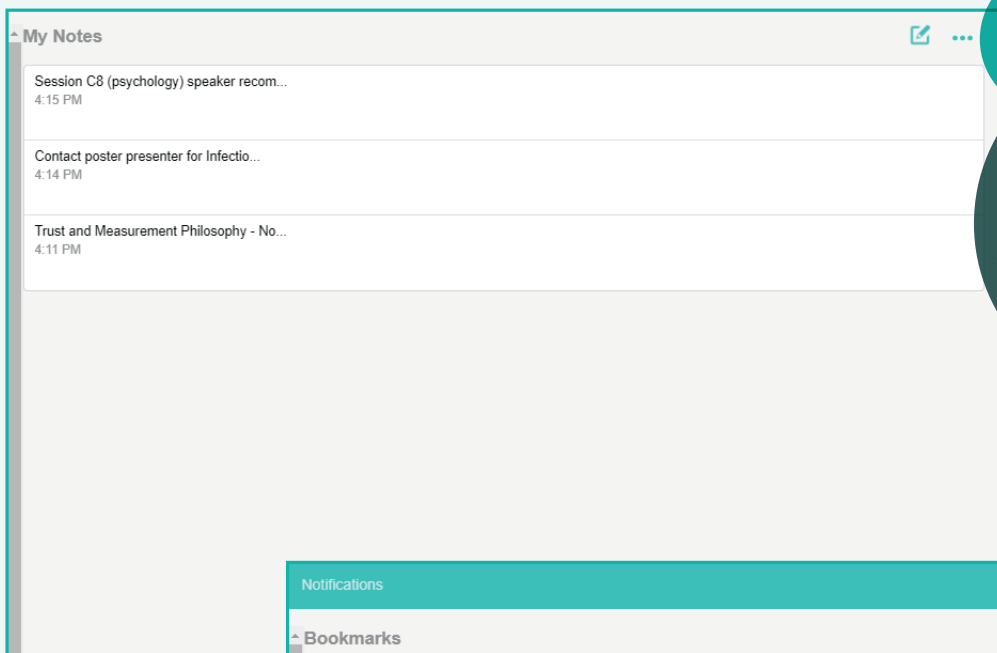 My Notes
Session C8 (psychology) speaker recom...
4:15 PM
Contact poster presenter for Infectio...
4:14 PM
Trust and Measurement Philosophy - No...
4:11 PM
Notifications
Bookmarks